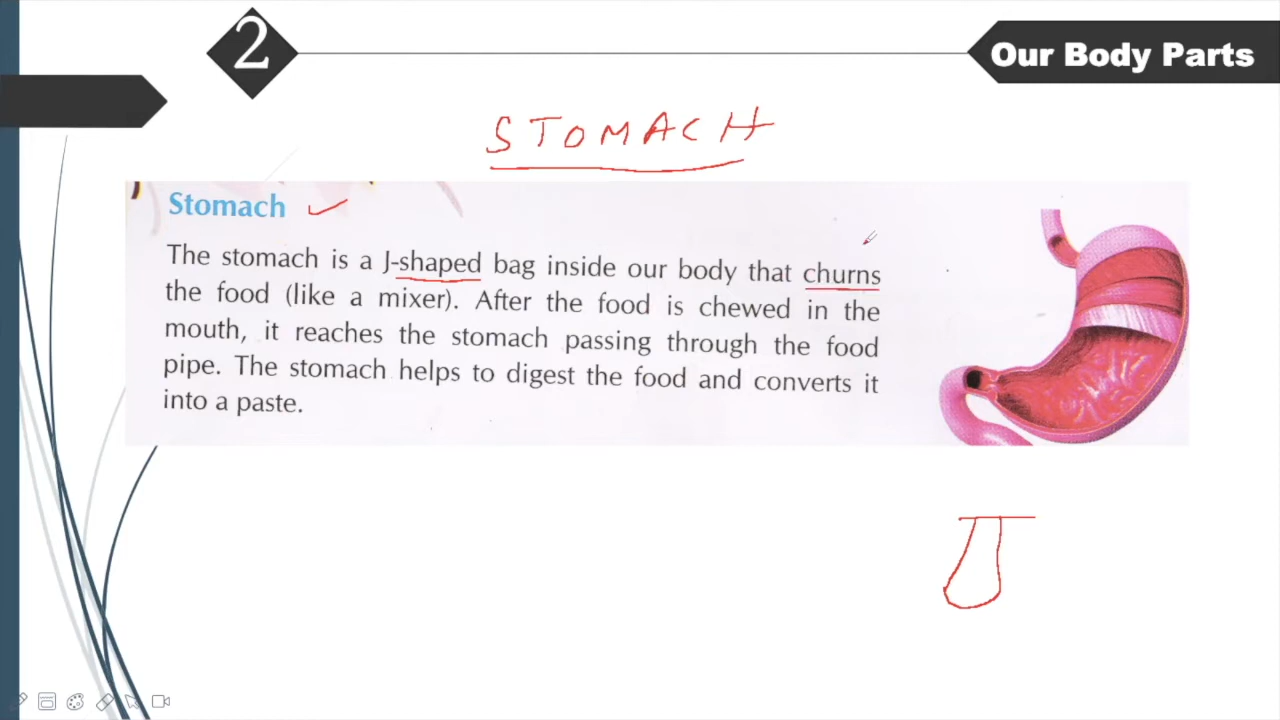 2
Our Body Parts
STOMACH
Stomach
The stomach is a J-shaped bag inside our body that churns
the food (like a mixer). After the food is chewed in the
mouth, it reaches the stomach passing through the food
pipe. The stomach helps to digest the food and converts it
into a paste.